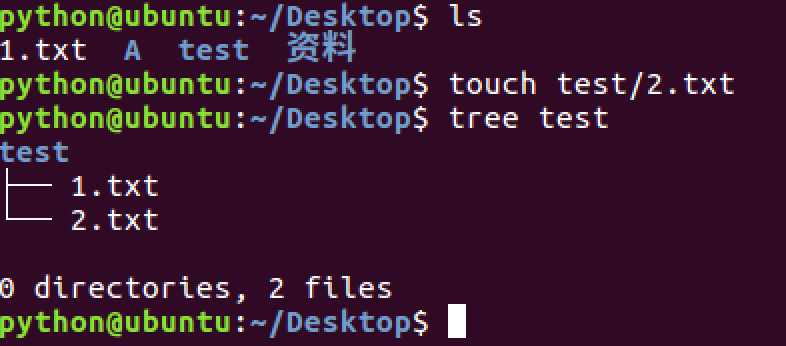 python@ubuntu:~/Desktop$ ls
1.txt  A  test  资料
python@ubuntu:~/Desktop$ touch test/2.txt
python@ubuntu:~/Desktop$ tree test
test
├── 1.txt
└── 2.txt
0 directories, 2 files
python@ubuntu:~/Desktop$